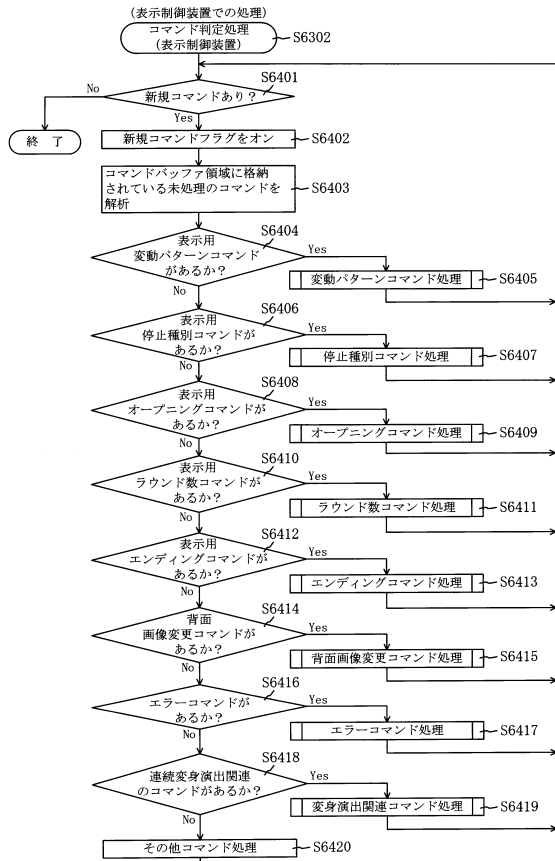 (表示制御装置での処理)
コマンド判定処理
(表示制御装置)
S6302
S6401
新規コマンドあり?
No
Yes
終 了
新規コマンドフラグをオン
S6402
コマンドバッファ領域に格納
されている未処理のコマンドを
解析
S6403
S6404
表示用
変動パターンコマンド
があるか?
Yes
No
変動パターンコマンド処理
S6405
S6406
表示用
停止種別コマンドが
あるか?
Yes
No
停止種別コマンド処理
S6407
S6408
表示用
オープニングコマンドが
あるか?
Yes
No
オープニングコマンド処理
S6409
S6410
表示用
ラウンド数コマンドが
あるか?
Yes
No
ラウンド数コマンド処理
S6411
S6412
表示用
エンディングコマンドが
あるか?
Yes
No
エンディングコマンド処理
S6413
S6414
背面
画像変更コマンドが
あるか?
Yes
No
背面画像変更コマンド処理
S6415
S6416
エラーコマンドが
あるか?
Yes
No
エラーコマンド処理
S6417
S6418
連続変身演出関連
のコマンドがあるか?
Yes
No
変身演出関連コマンド処理
S6419
その他コマンド処理
S6420